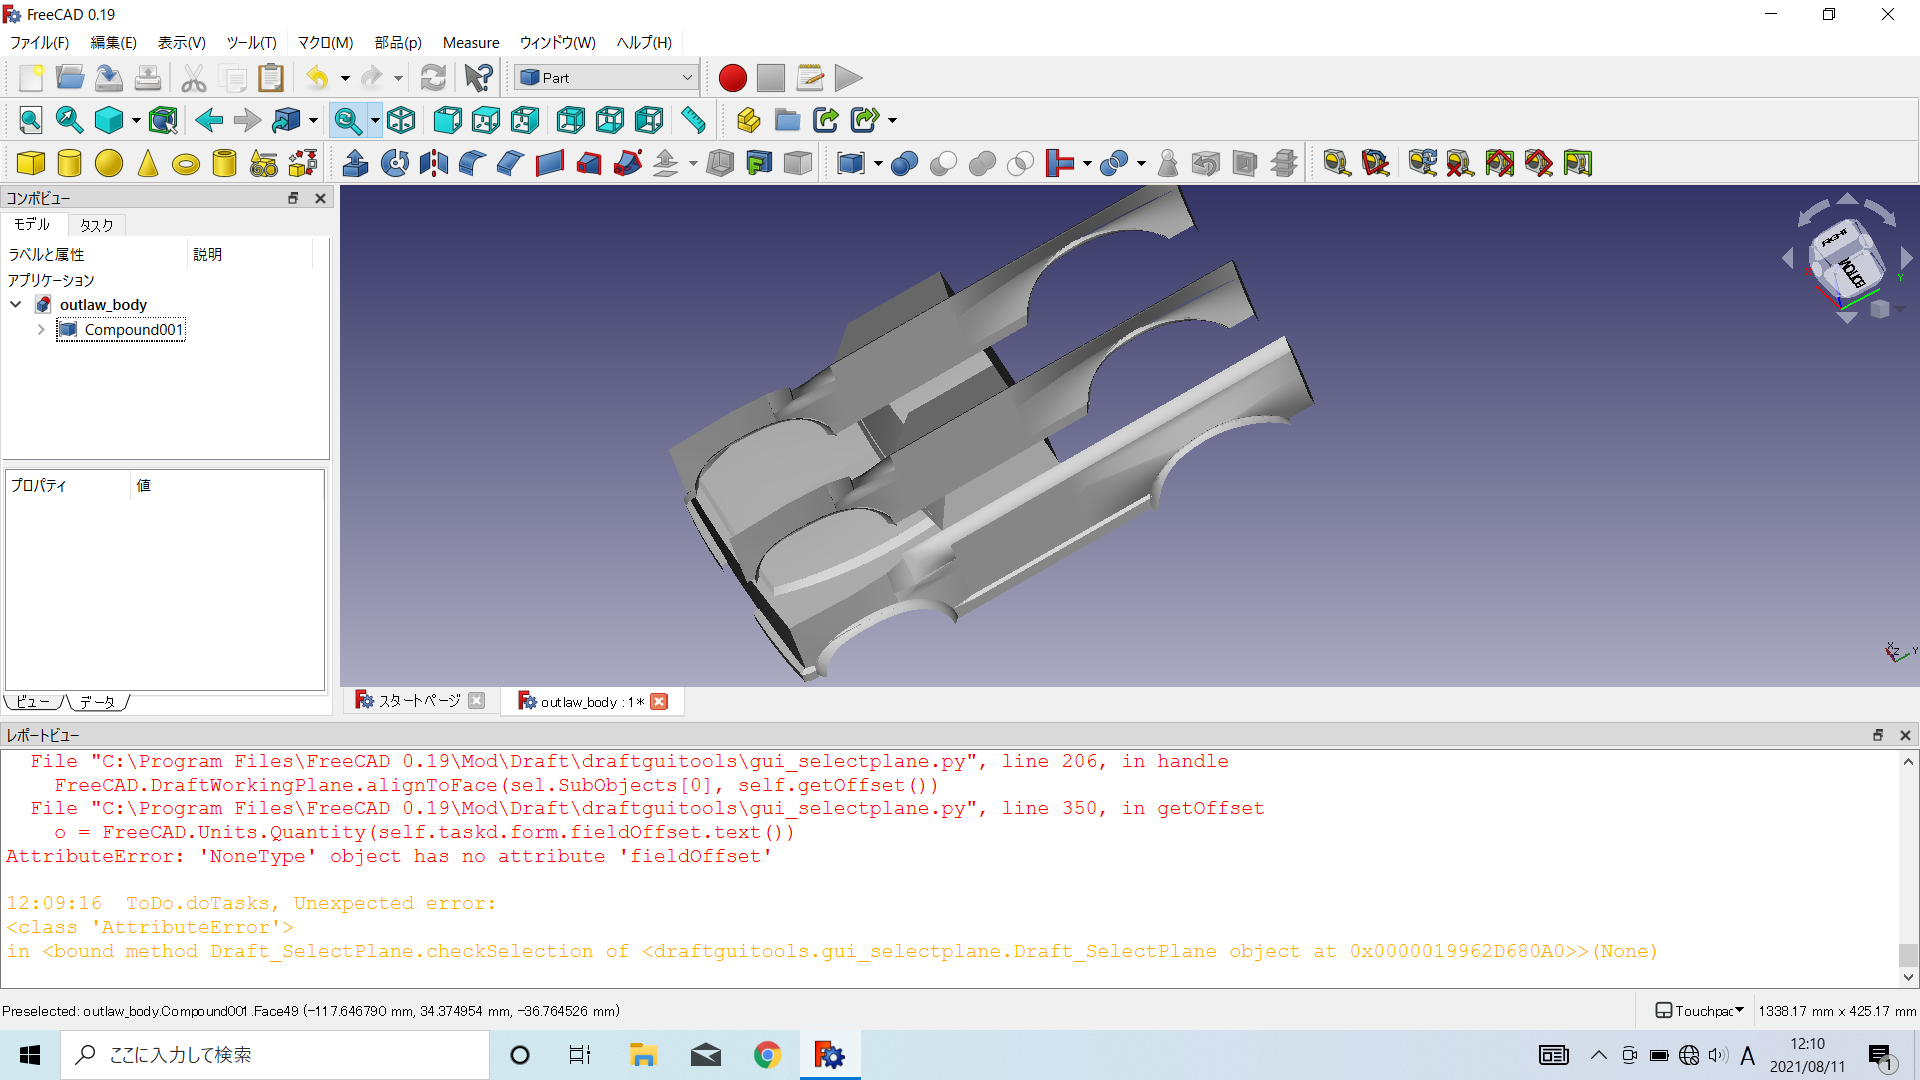 FreeCAD 0.19
ファイル(F) 編集(E) 表示(V) ツール(T) マクロ(M) 部品(p) Measure ウィンドウ(W) ヘルプ(H)
Part
コンボビュー
モデル タスク
ラベルと属性 説明
アプリケーション
outlaw_body
Compound001
プロパティ 値
ビュー データ
RIGHT
BOTTOM
Y
X
Z
Y
スタートページ outlaw_body : 1*
レポートビュー
File "C:\Program Files\FreeCAD 0.19\Mod\Draft\draftguitools\gui_selectplane.py", line 206, in handle
FreeCAD.DraftWorkingPlane.alignToFace(sel.SubObjects[0], self.getOffset())
File "C:\Program Files\FreeCAD 0.19\Mod\Draft\draftguitools\gui_selectplane.py", line 350, in getOffset
o = FreeCAD.Units.Quantity(self.taskd.form.fieldOffset.text())
AttributeError: 'NoneType' object has no attribute 'fieldOffset'
12:09:16 ToDo.doTasks, Unexpected error:
<class 'AttributeError'>
in <bound method Draft_SelectPlane.checkSelection of <draftguitools.gui_selectplane.Draft_SelectPlane object at 0x0000019962D680A0>>(None)
Preselected: outlaw_body.Compound001.Face49 (-117.646790 mm, 34.374954 mm, -36.764526 mm)
Touchpac 1338.17 mm x 425.17 mm
ここに入力して検索
A
12:10
2021/08/11
1